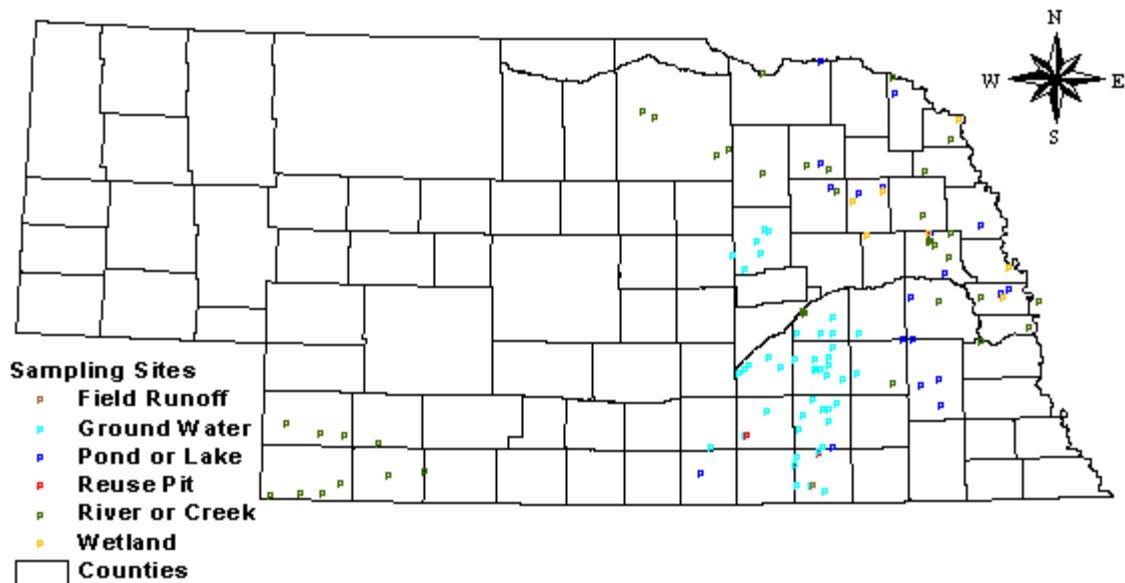 N
W E
S
Sampling Sites
Field Runoff
Ground Water
Pond or Lake
Reuse Pit
River or Creek
Wetland
Counties